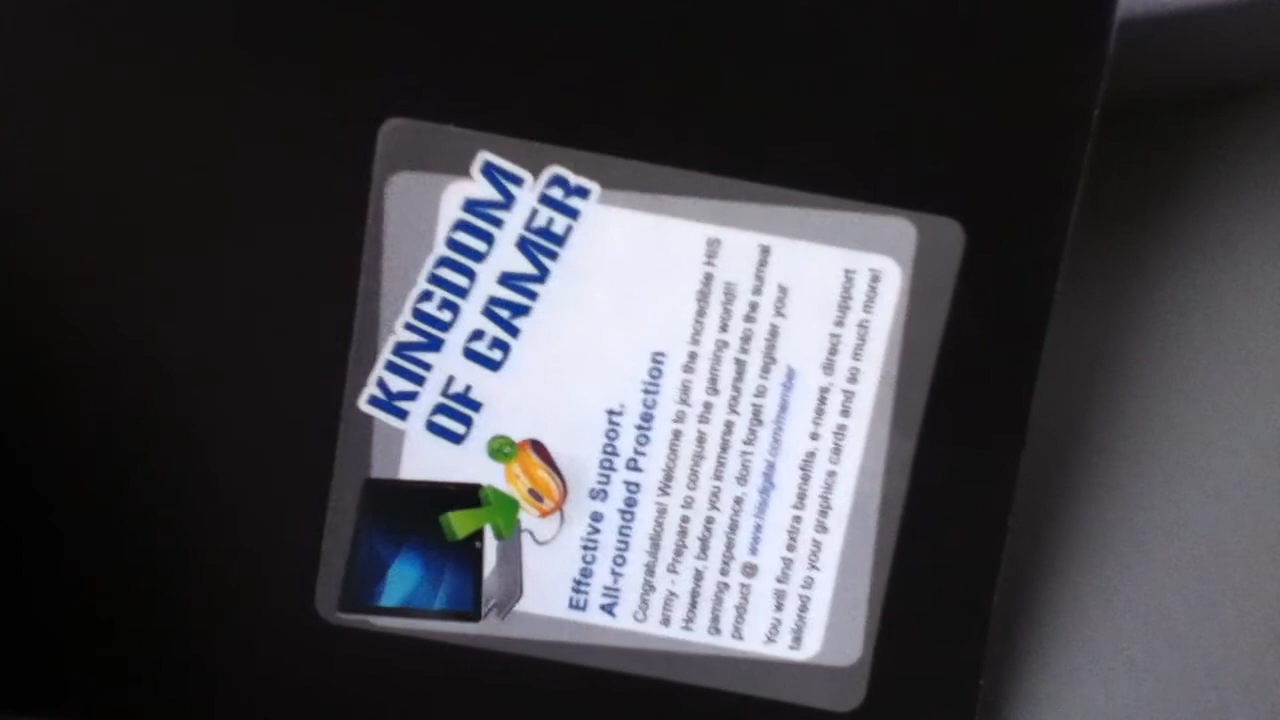 KINGDOM
OF GAMER
Effective Support.
All-rounded Protection
Congratulations! Welcome to join the incredible HIS
army - Prepare to conquer the gaming world!!
However, before you immerse yourself into the surreal
gaming experience, don't forget to register your
product @ www.hisdigital.com/member
You will find extra benefits, e-news, direct support
tailored to your graphics cards and so much more!